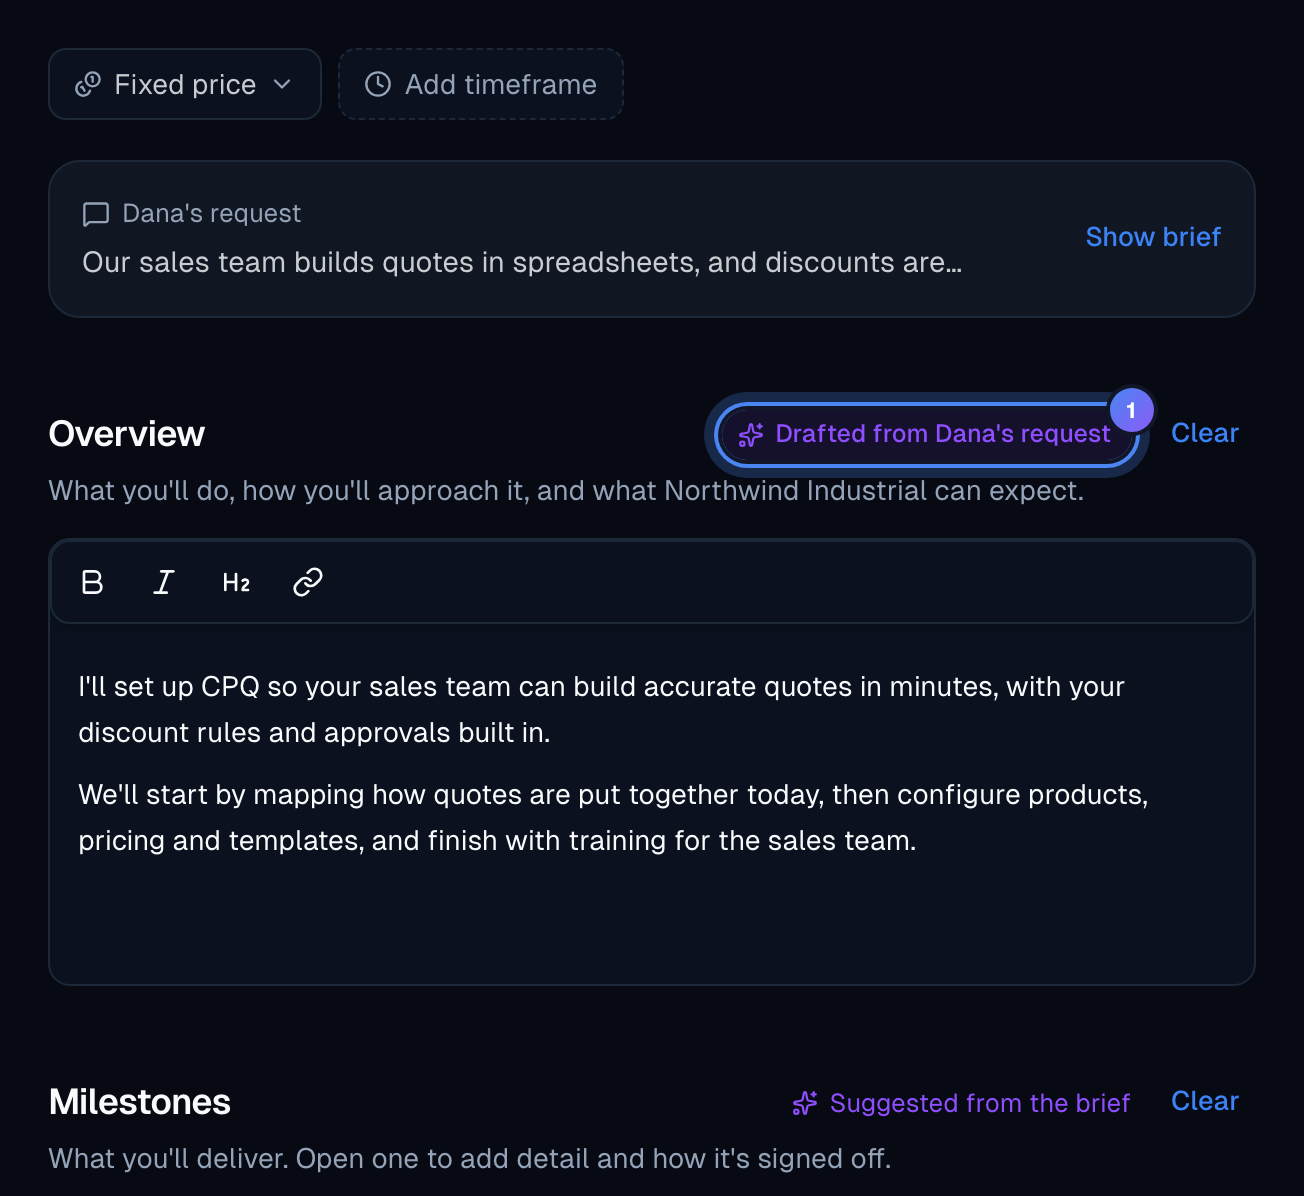 Fixed price
Add timeframe
Dana's request
Show brief
Our sales team builds quotes in spreadsheets, and discounts are...
Overview
Drafted from Dana's request
1
Clear
What you'll do, how you'll approach it, and what Northwind Industrial can expect.
B I H2
I'll set up CPQ so your sales team can build accurate quotes in minutes, with your
discount rules and approvals built in.
We'll start by mapping how quotes are put together today, then configure products,
pricing and templates, and finish with training for the sales team.
Milestones
Suggested from the brief
Clear
What you'll deliver. Open one to add detail and how it's signed off.